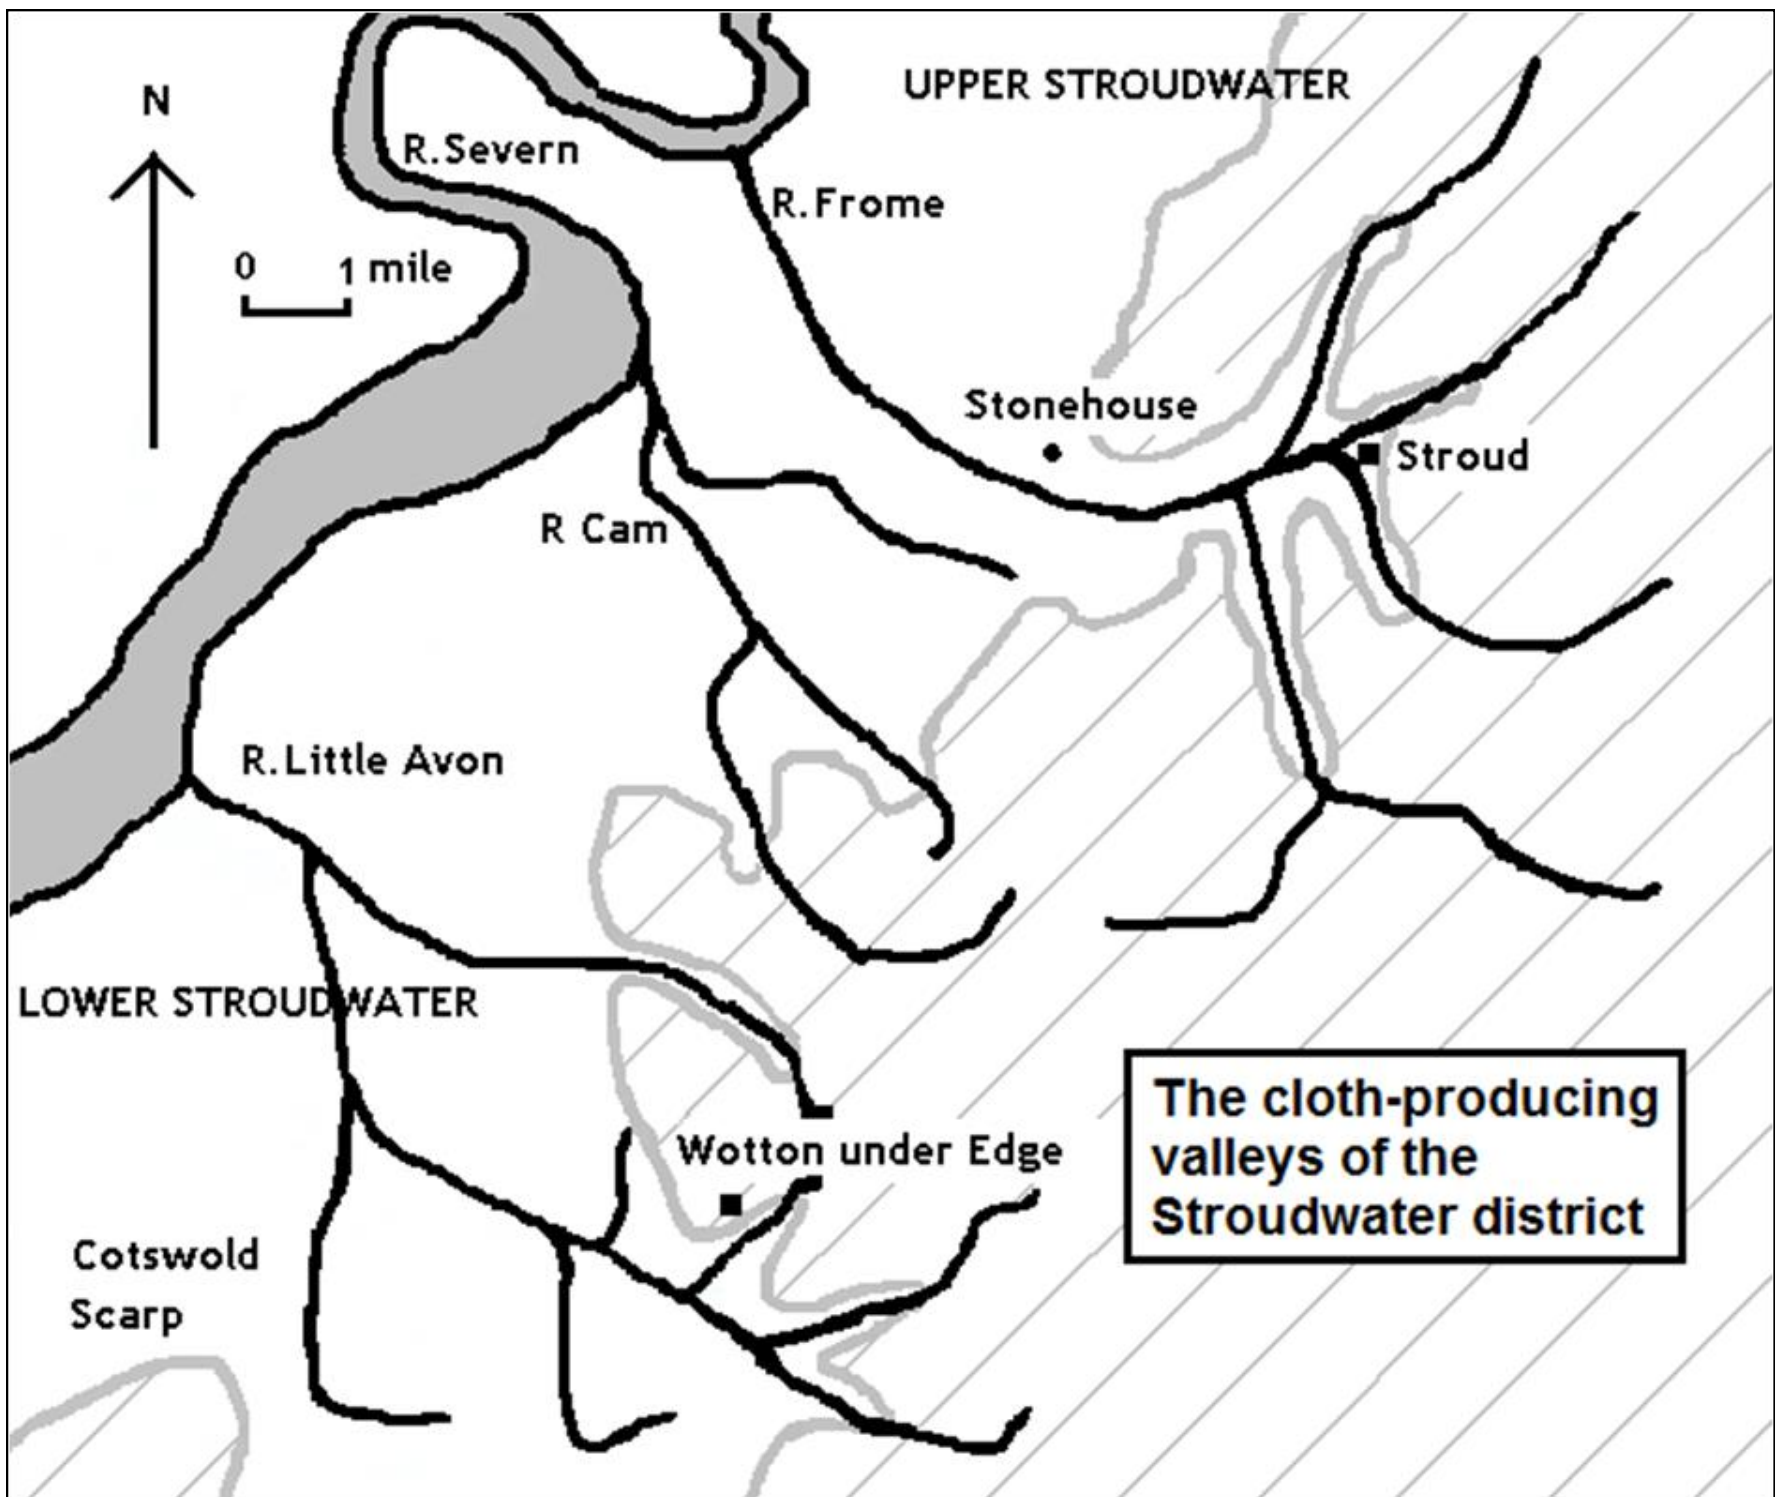 UPPER STROUDWATER
N
R.Severn
R.Frome
0 1 mile
Stonehouse
Stroud
R Cam
R.Little Avon
LOWER STROUDWATER
Wotton under Edge
The cloth-producing
valleys of the
Stroudwater district
Cotswold
Scarp